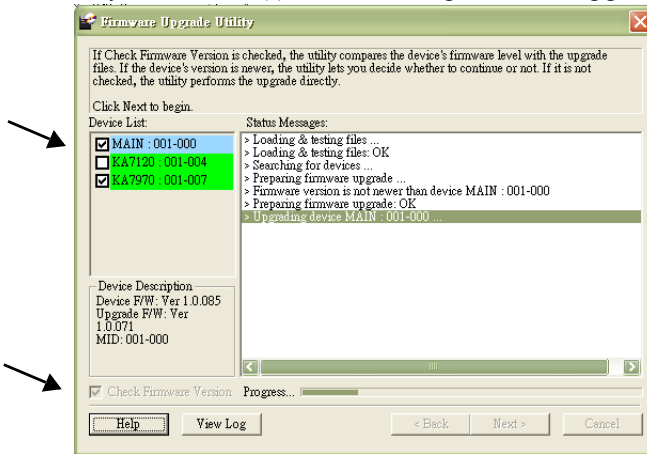 Firmware Upgrade Utility
If Check Firmware Version is checked, the utility compares the device's firmware level with the upgrade
files. If the device's version is newer, the utility lets you decide whether to continue or not. If it is not
checked, the utility performs the upgrade directly.
Click Next to begin.
Device List:
MAIN : 001-000
KA7120 : 001-004
KA7970 : 001-007
Status Messages:
> Loading & testing files ...
> Loading & testing files: OK
> Searching for devices ...
> Preparing firmware upgrade ...
> Firmware version is not newer than device MAIN : 001-000
> Preparing firmware upgrade: OK
> Upgrading device MAIN : 001-000 ...
Device Description
Device F/W: Ver 1.0.085
Upgrade F/W: Ver
1.0.071
MID: 001-000
Check Firmware Version
Progress...
Help
View Log
< Back
Next >
Cancel